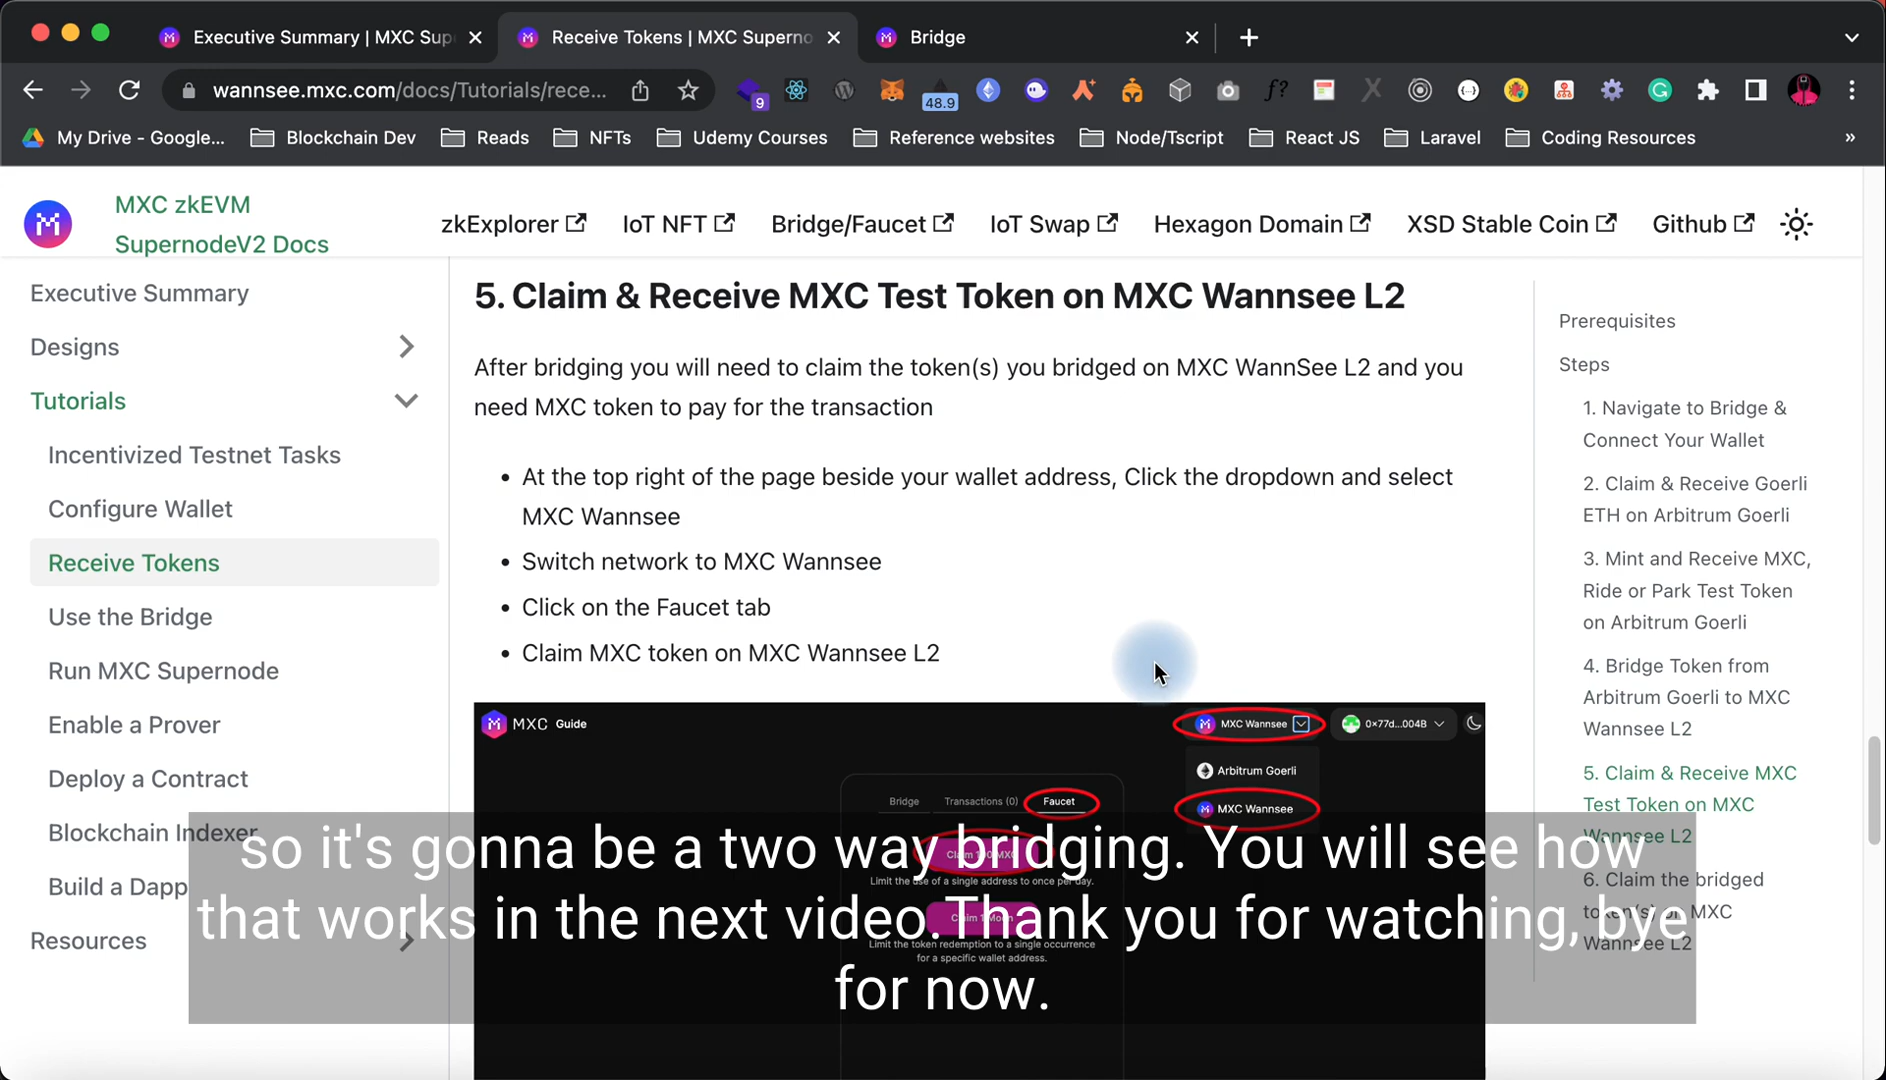 Executive Summary | MXC Sup
Receive Tokens | MXC Superno
Bridge
wannsee.mxc.com/docs/Tutorials/rece...
9
48.9
f?
My Drive - Google...
Blockchain Dev
Reads
NFTs
Udemy Courses
Reference websites
Node/Tscript
React JS
Laravel
Coding Resources
»
MXC zkEVM
SupernodeV2 Docs
zkExplorer
IoT NFT
Bridge/Faucet
IoT Swap
Hexagon Domain
XSD Stable Coin
Github
Executive Summary
Designs
Tutorials
Incentivized Testnet Tasks
Configure Wallet
Receive Tokens
Use the Bridge
Run MXC Supernode
Enable a Prover
Deploy a Contract
Blockchain Indexer
Build a Dapp
Resources
5. Claim & Receive MXC Test Token on MXC Wannsee L2
After bridging you will need to claim the token(s) you bridged on MXC WannSee L2 and you
need MXC token to pay for the transaction
• At the top right of the page beside your wallet address, Click the dropdown and select
MXC Wannsee
• Switch network to MXC Wannsee
• Click on the Faucet tab
• Claim MXC token on MXC Wannsee L2
MXC Guide
MXC Wannsee
0x77d...004B
Arbitrum Goerli
MXC Wannsee
Bridge
Transactions (0)
Faucet
Limit the use of a single address to once per day.
Limit the token redemption to a single occurrence
for a specific wallet address.
Prerequisites
Steps
1. Navigate to Bridge &
Connect Your Wallet
2. Claim & Receive Goerli
ETH on Arbitrum Goerli
3. Mint and Receive MXC,
Ride or Park Test Token
on Arbitrum Goerli
4. Bridge Token from
Arbitrum Goerli to MXC
Wannsee L2
5. Claim & Receive MXC
Test Token on MXC
Wannsee L2
6. Claim the bridged
token(s) on MXC
Wannsee L2
so it's gonna be a two way bridging. You will see how
that works in the next video.Thank you for watching, bye
for now.